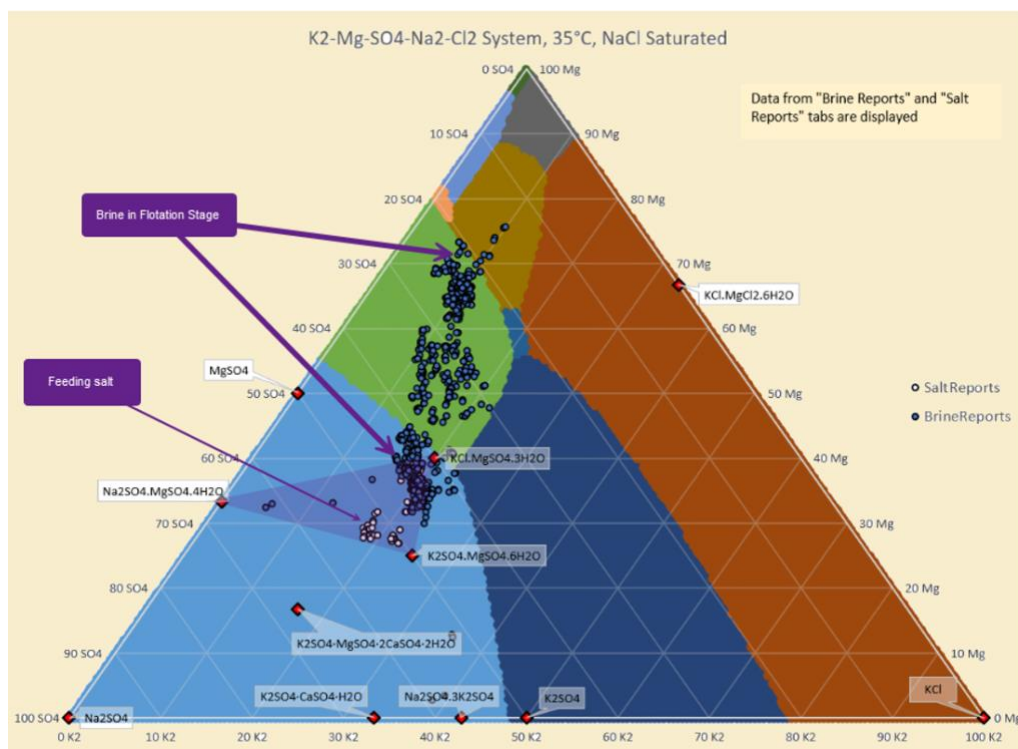 K2-Mg-SO4-Na2-Cl2 System, 35°C, NaCl Saturated
Data from "Brine Reports" and "Salt
Reports" tabs are displayed
0 SO4
100 Mg
10 SO4
90 Mg
20 SO4
80 Mg
Brine in Flotation Stage
30 SO4
70 Mg
KCl.MgCl2.6H2O
40 SO4
60 Mg
MgSO4
Feeding salt
50 SO4
50 Mg
SaltReports
BrineReports
60 SO4
KCl.MgSO4.3H2O
40 Mg
Na2SO4.MgSO4.4H2O
70 SO4
30 Mg
K2SO4.MgSO4.6H2O
80 SO4
20 Mg
K2SO4-MgSO4-2CaSO4-2H2O
90 SO4
10 Mg
K2SO4-CaSO4-H2O
Na2SO4.3K2SO4
K2SO4
KCl
100 SO4
Na2SO4
0 Mg
0 K2
10 K2
20 K2
30 K2
40 K2
50 K2
60 K2
70 K2
80 K2
90 K2
100 K2